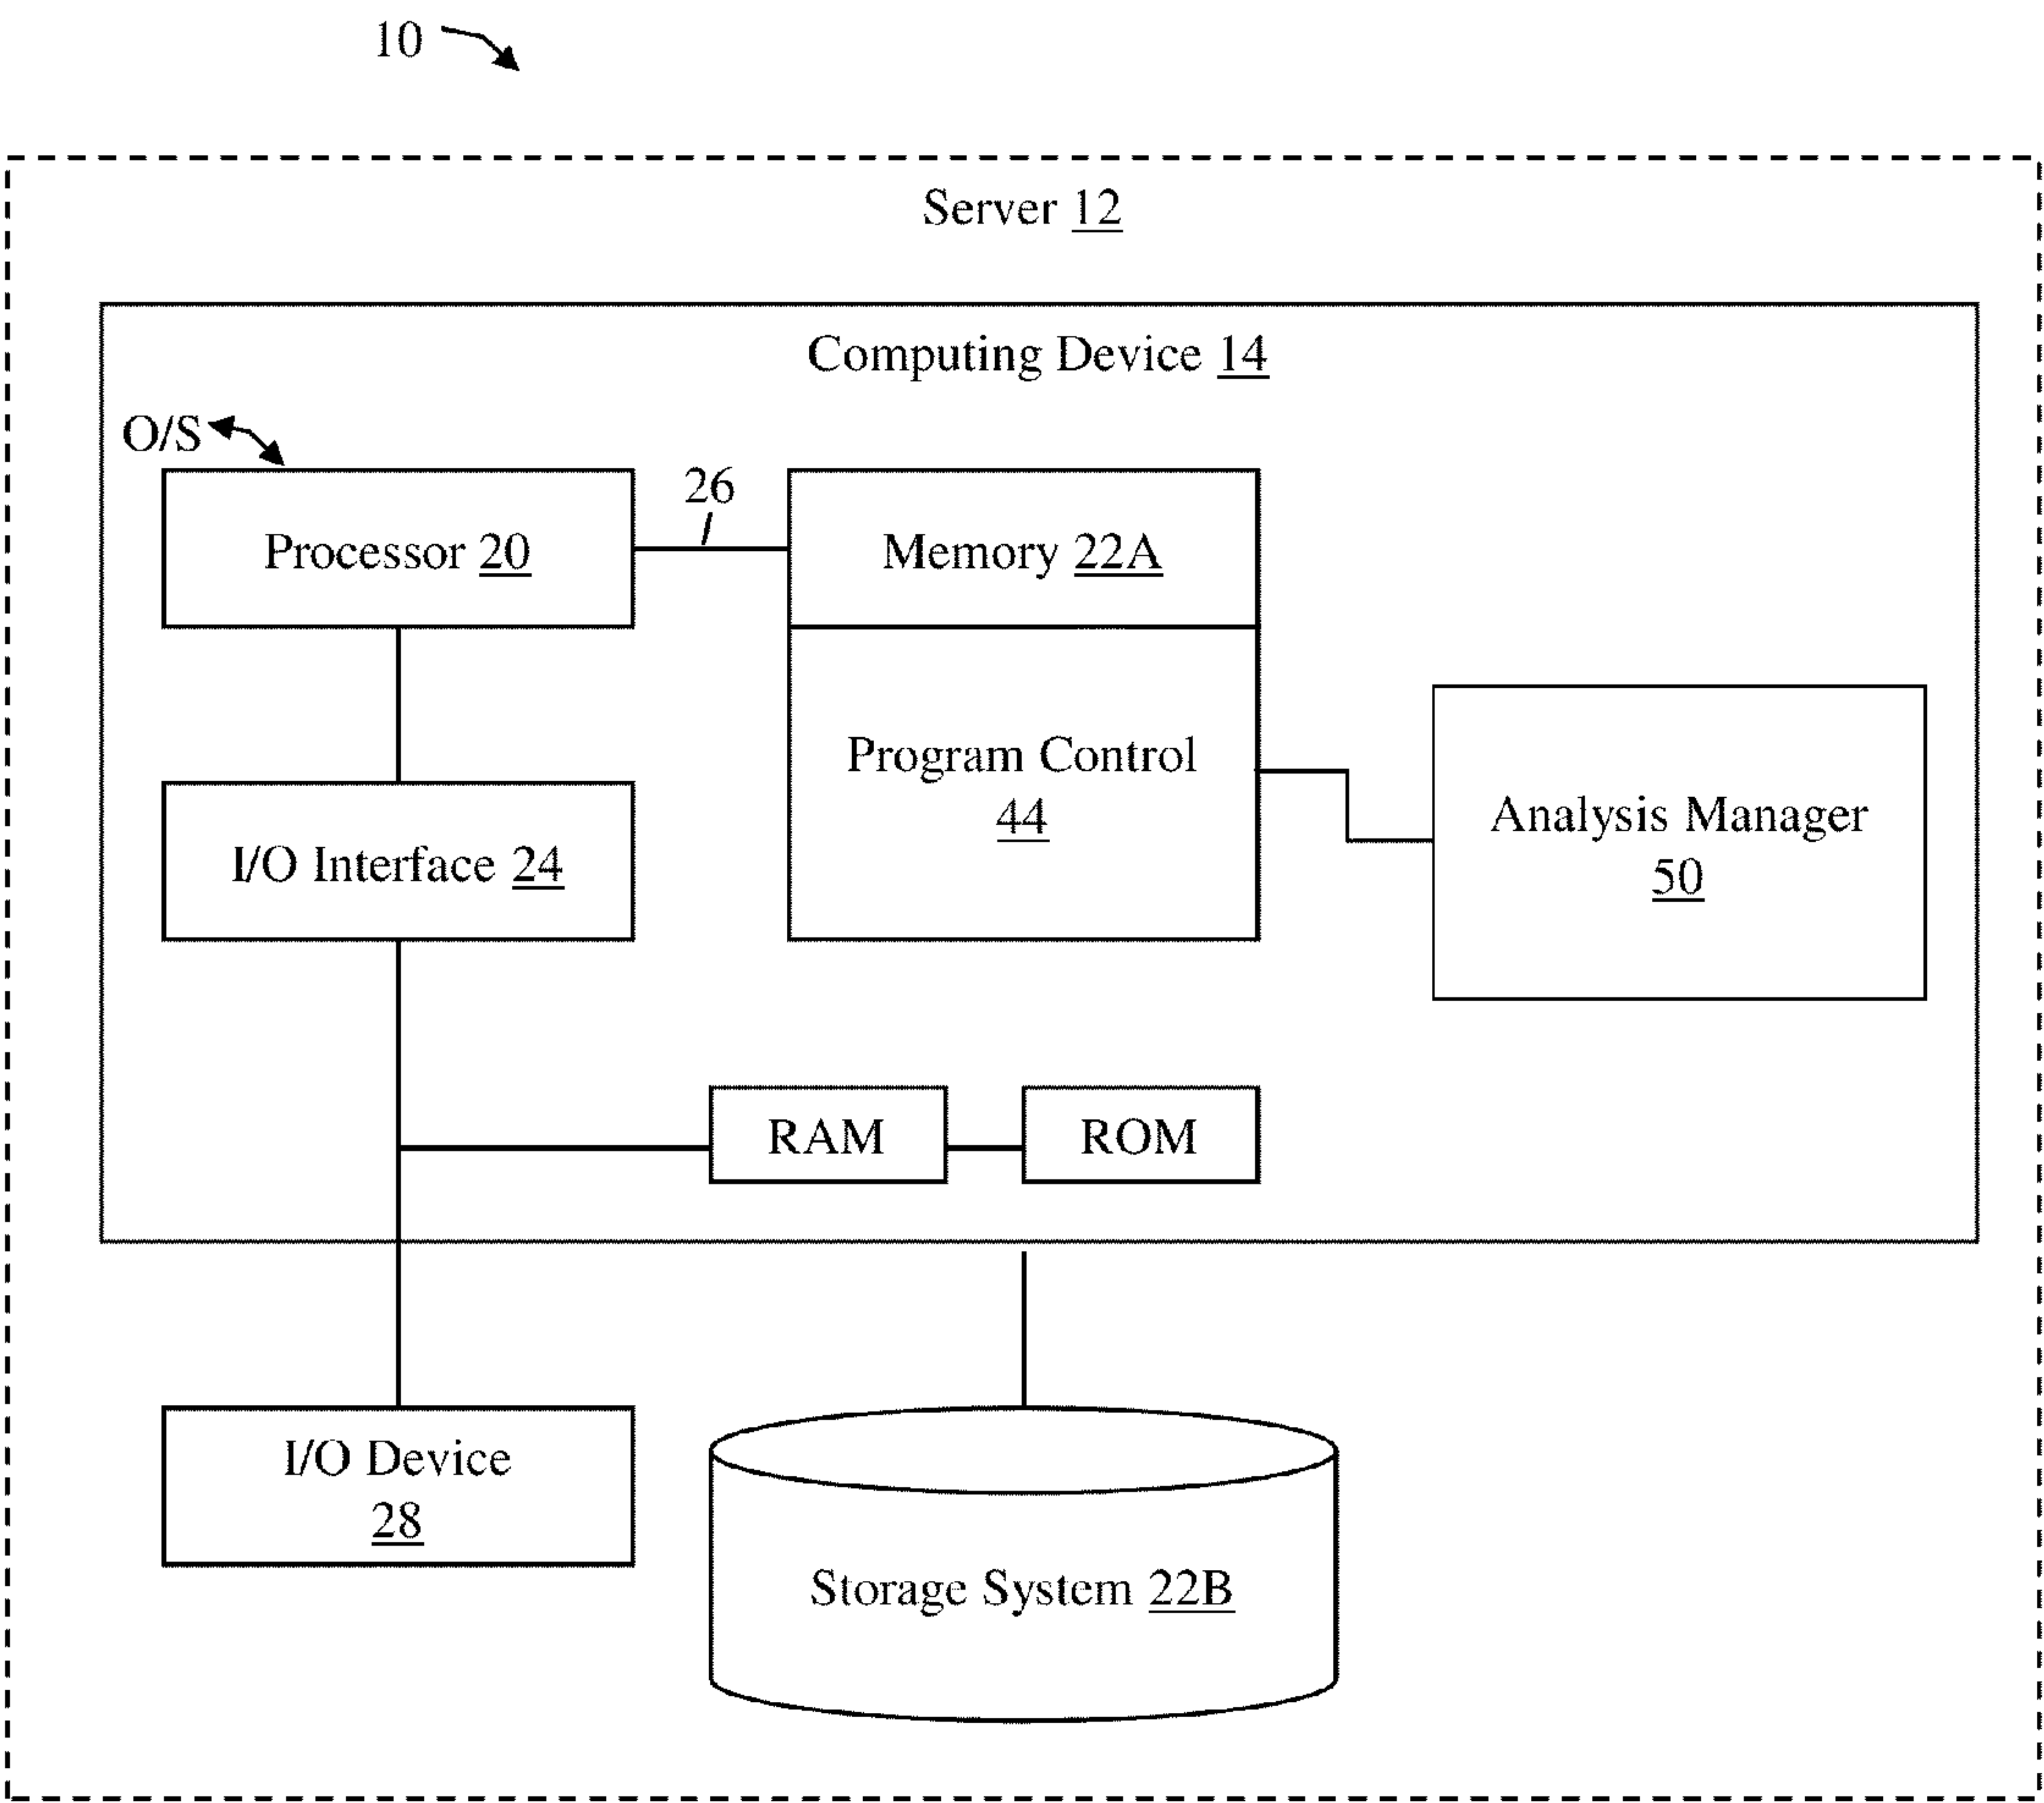 10
Server 12
Computing Device 14
O/S
26
Processor 20
Memory 22A
Program Control
44
I/O Interface 24
Analysis Manager
50
RAM
ROM
I/O Device
28
Storage System 22B